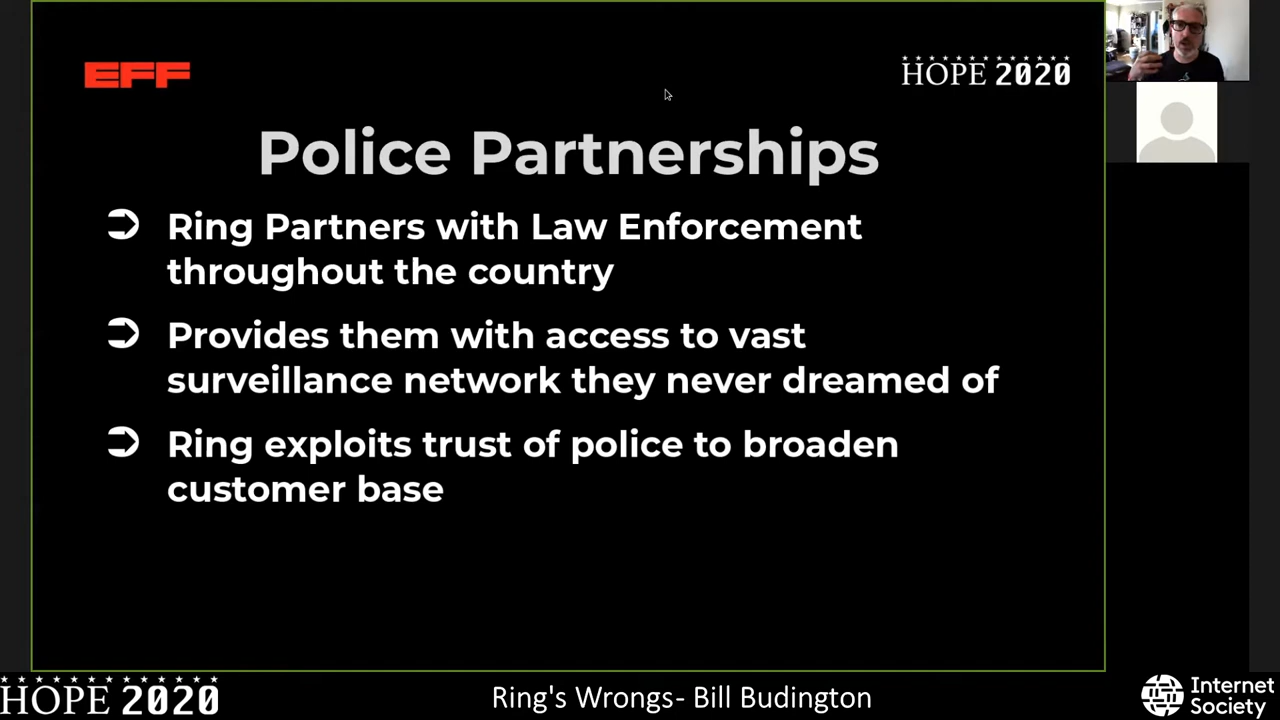 EFF
HOPE 2020
Police Partnerships
Ring Partners with Law Enforcement
throughout the country
Provides them with access to vast
surveillance network they never dreamed of
Ring exploits trust of police to broaden
customer base
HOPE 2020
Ring's Wrongs- Bill Budington
Internet
Society